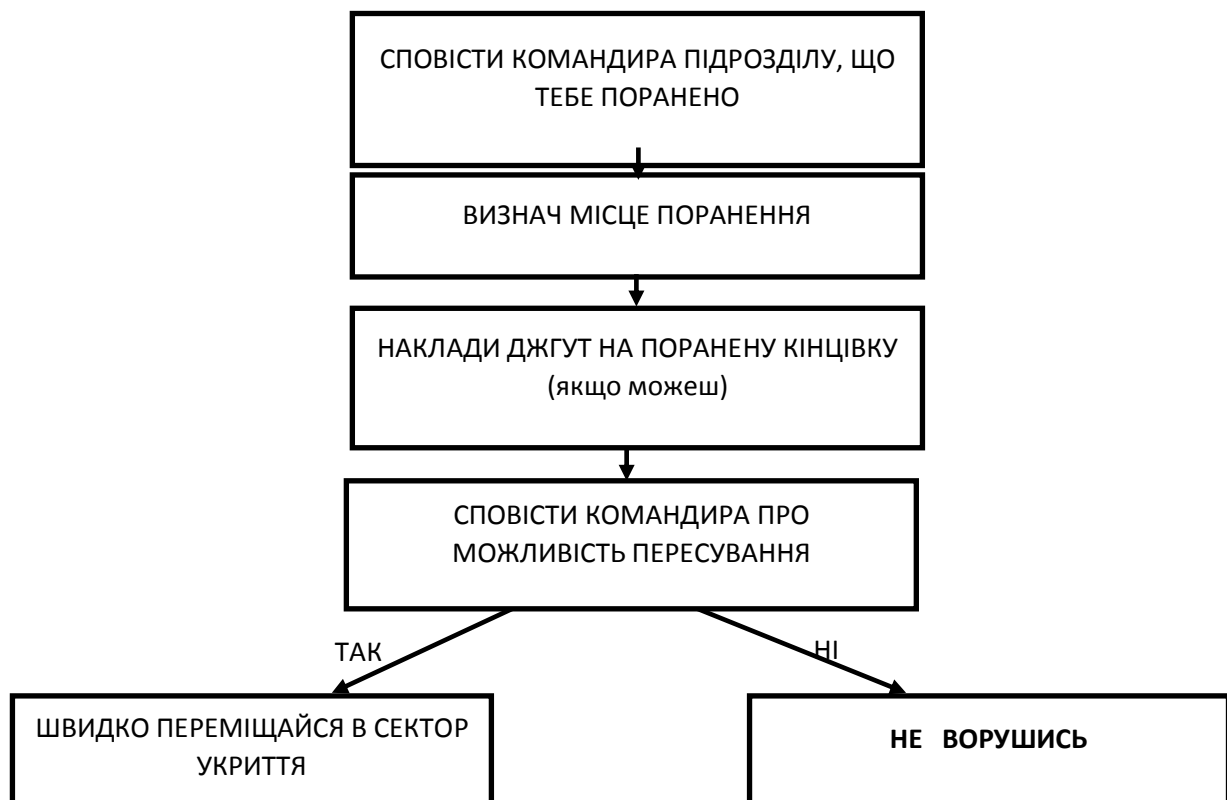 СПОВІСТИ КОМАНДИРА ПІДРОЗДІЛУ, ЩО
ТЕБЕ ПОРАНЕНО
ВИЗНАЧ МІСЦЕ ПОРАНЕННЯ
НАКЛАДИ ДЖГУТ НА ПОРАНЕНУ КІНЦІВКУ
(якщо можеш)
СПОВІСТИ КОМАНДИРА ПРО
МОЖЛИВІСТЬ ПЕРЕСУВАННЯ
ТАК
НІ
ШВИДКО ПЕРЕМІЩАЙСЯ В СЕКТОР
УКРИТТЯ
НЕ ВОРУШИСЬ